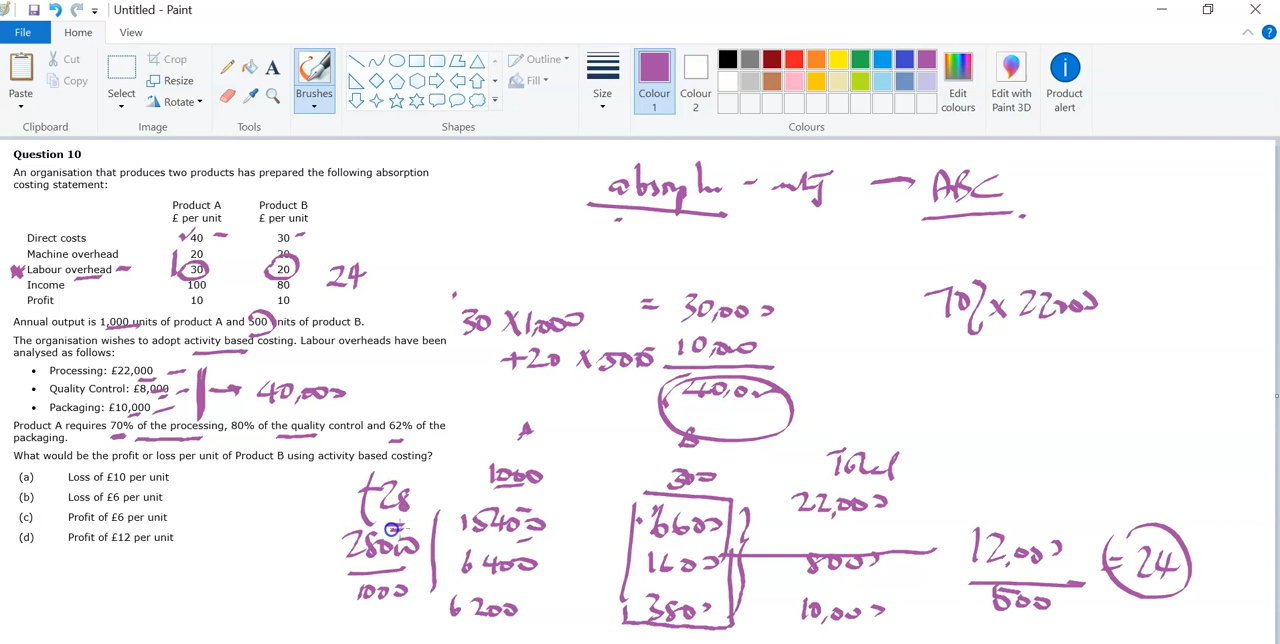 Untitled - Paint
File Home View
Paste
Cut
Copy
Clipboard
Select
Crop
Resize
Rotate
Image
Tools
Brushes
Shapes
Outline
Fill
Size
Colour 1
Colour 2
Colours
Edit colours
Edit with Paint 3D
Product alert
Question 10
An organisation that produces two products has prepared the following absorption
costing statement:
Product A Product B
£ per unit £ per unit
Direct costs 40 30
Machine overhead 20 20
Labour overhead 30 20
Income 100 80
Profit 10 10
Annual output is 1,000 units of product A and 500 units of product B.
The organisation wishes to adopt activity based costing. Labour overheads have been
analysed as follows:
• Processing: £22,000
• Quality Control: £8,000
• Packaging: £10,000
Product A requires 70% of the processing, 80% of the quality control and 62% of the
packaging.
What would be the profit or loss per unit of Product B using activity based costing?
(a) Loss of £10 per unit
(b) Loss of £6 per unit
(c) Profit of £6 per unit
(d) Profit of £12 per unit
→ ABC
24
70% x 22000
30 x 1,000 = 30,000
+20 x 500 10,000
40,000
→ 40,000
A B
1000 500 Total
28
15400 6600 22,000
28000
1000
6400 1600 8000
6200 3800 10,000
12,000
500
= 24